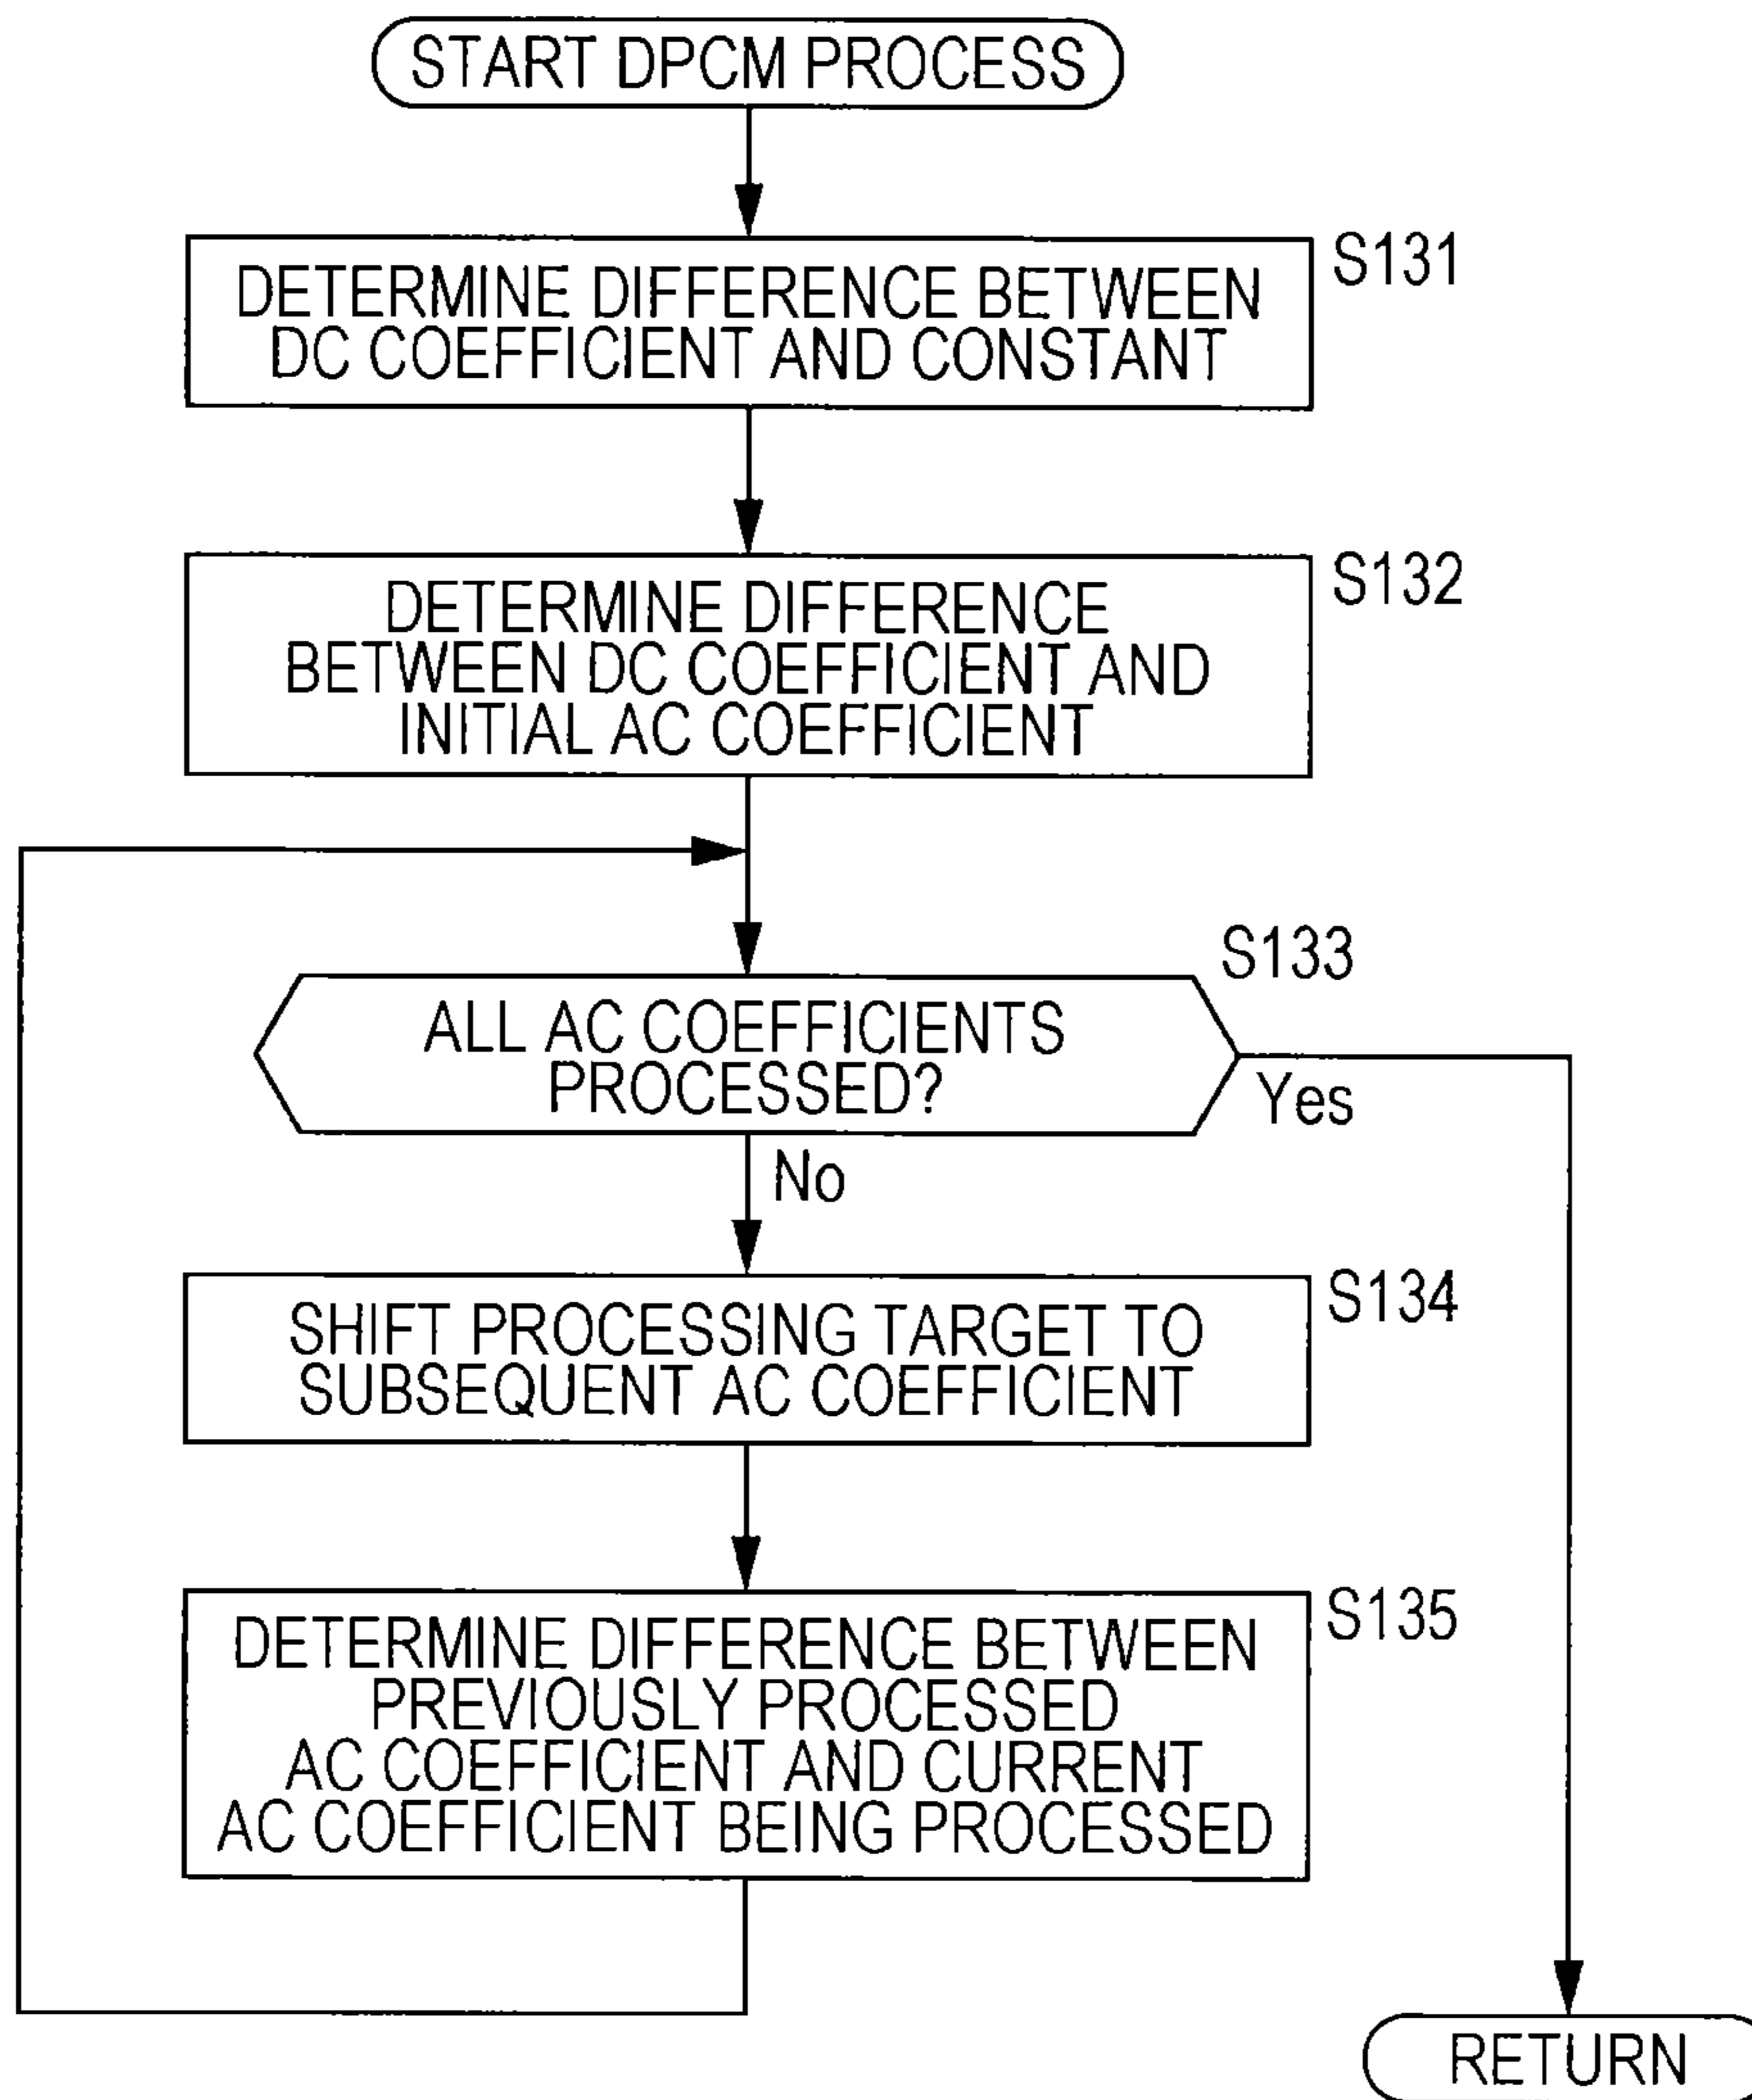 START DPCM PROCESS
S131
DETERMINE DIFFERENCE BETWEEN
DC COEFFICIENT AND CONSTANT
S132
DETERMINE DIFFERENCE
BETWEEN DC COEFFICIENT AND
INITIAL AC COEFFICIENT
S133
ALL AC COEFFICIENTS
PROCESSED?
Yes
No
S134
SHIFT PROCESSING TARGET TO
SUBSEQUENT AC COEFFICIENT
S135
DETERMINE DIFFERENCE BETWEEN
PREVIOUSLY PROCESSED
AC COEFFICIENT AND CURRENT
AC COEFFICIENT BEING PROCESSED
RETURN